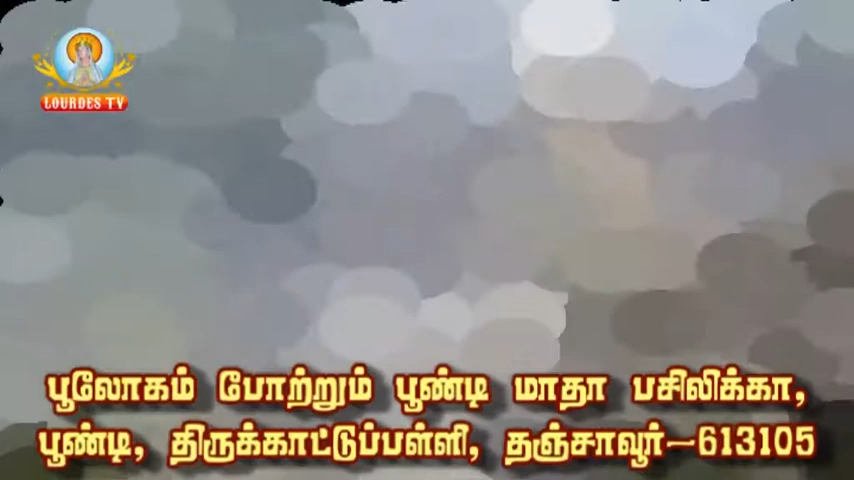 LOURDES TV
பூலோகம் போற்றும் பூண்டி மாதா பசிலிக்கா,
பூண்டி, திருக்காட்டுப்பள்ளி, தஞ்சாவூர்-613105